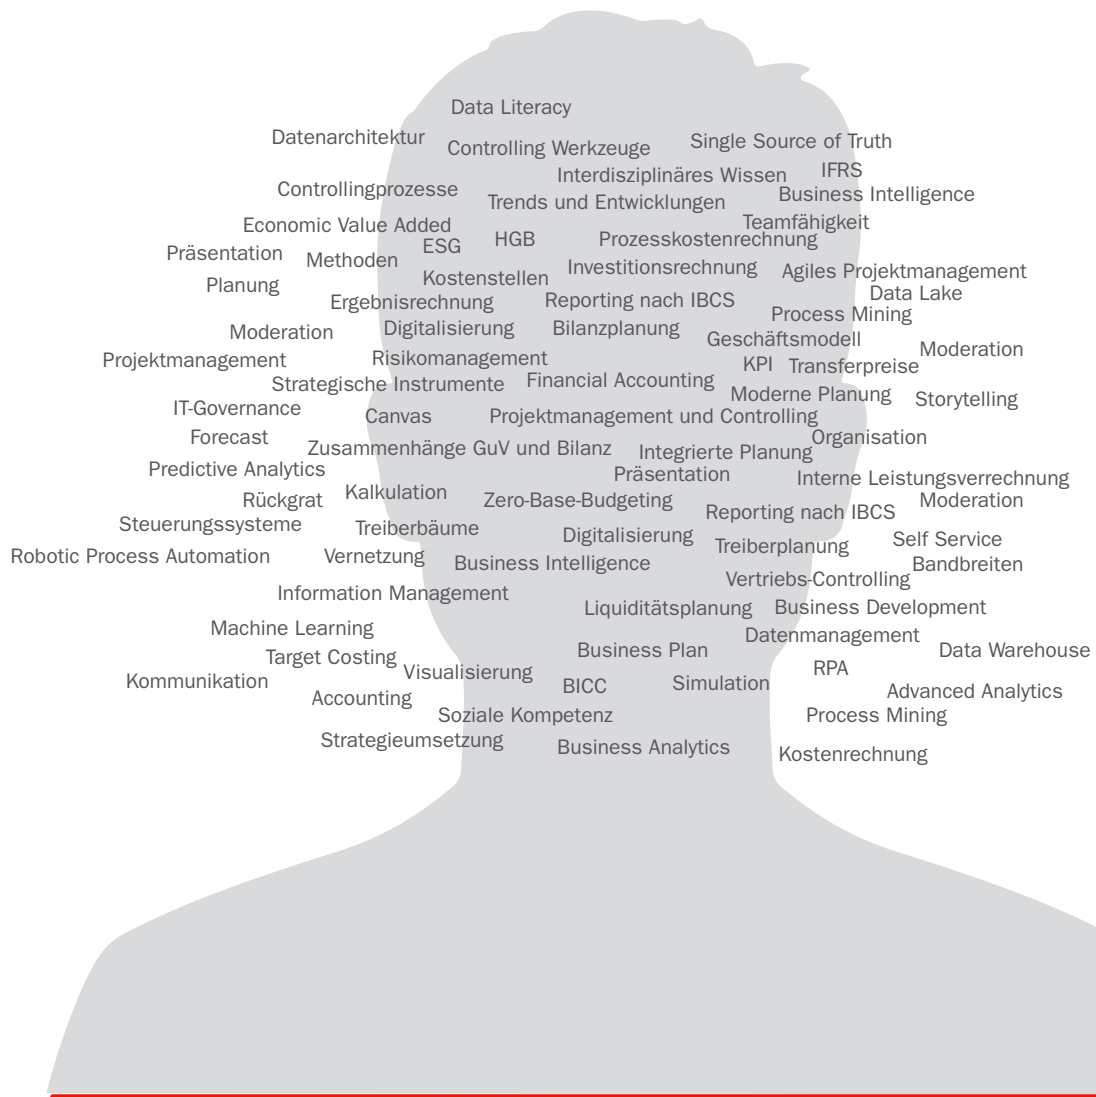 Data Literacy
Datenarchitektur
Single Source of Truth
Controlling Werkzeuge
IFRS
Interdisziplinäres Wissen
Controllingprozesse
Business Intelligence
Trends und Entwicklungen
Teamfähigkeit
Economic Value Added
HGB
Prozesskostenrechnung
ESG
Präsentation
Methoden
Investitionsrechnung
Agiles Projektmanagement
Kostenstellen
Planung
Data Lake
Ergebnisrechnung
Reporting nach IBCS
Process Mining
Moderation
Digitalisierung
Bilanzplanung
Geschäftsmodell
Moderation
Projektmanagement
Risikomanagement
KPI
Transferpreise
Strategische Instrumente
Financial Accounting
Moderne Planung
Storytelling
IT-Governance
Canvas
Projektmanagement und Controlling
Forecast
Organisation
Zusammenhänge GuV und Bilanz
Integrierte Planung
Predictive Analytics
Präsentation
Interne Leistungsverrechnung
Rückgrat
Kalkulation
Zero-Base-Budgeting
Moderation
Reporting nach IBCS
Steuerungssysteme
Treiberbäume
Digitalisierung
Self Service
Treiberplanung
Robotic Process Automation
Vernetzung
Business Intelligence
Bandbreiten
Vertriebs-Controlling
Information Management
Liquiditätsplanung
Business Development
Machine Learning
Datenmanagement
Target Costing
Business Plan
Data Warehouse
Visualisierung
RPA
Kommunikation
BICC
Simulation
Advanced Analytics
Accounting
Soziale Kompetenz
Process Mining
Strategieumsetzung
Business Analytics
Kostenrechnung